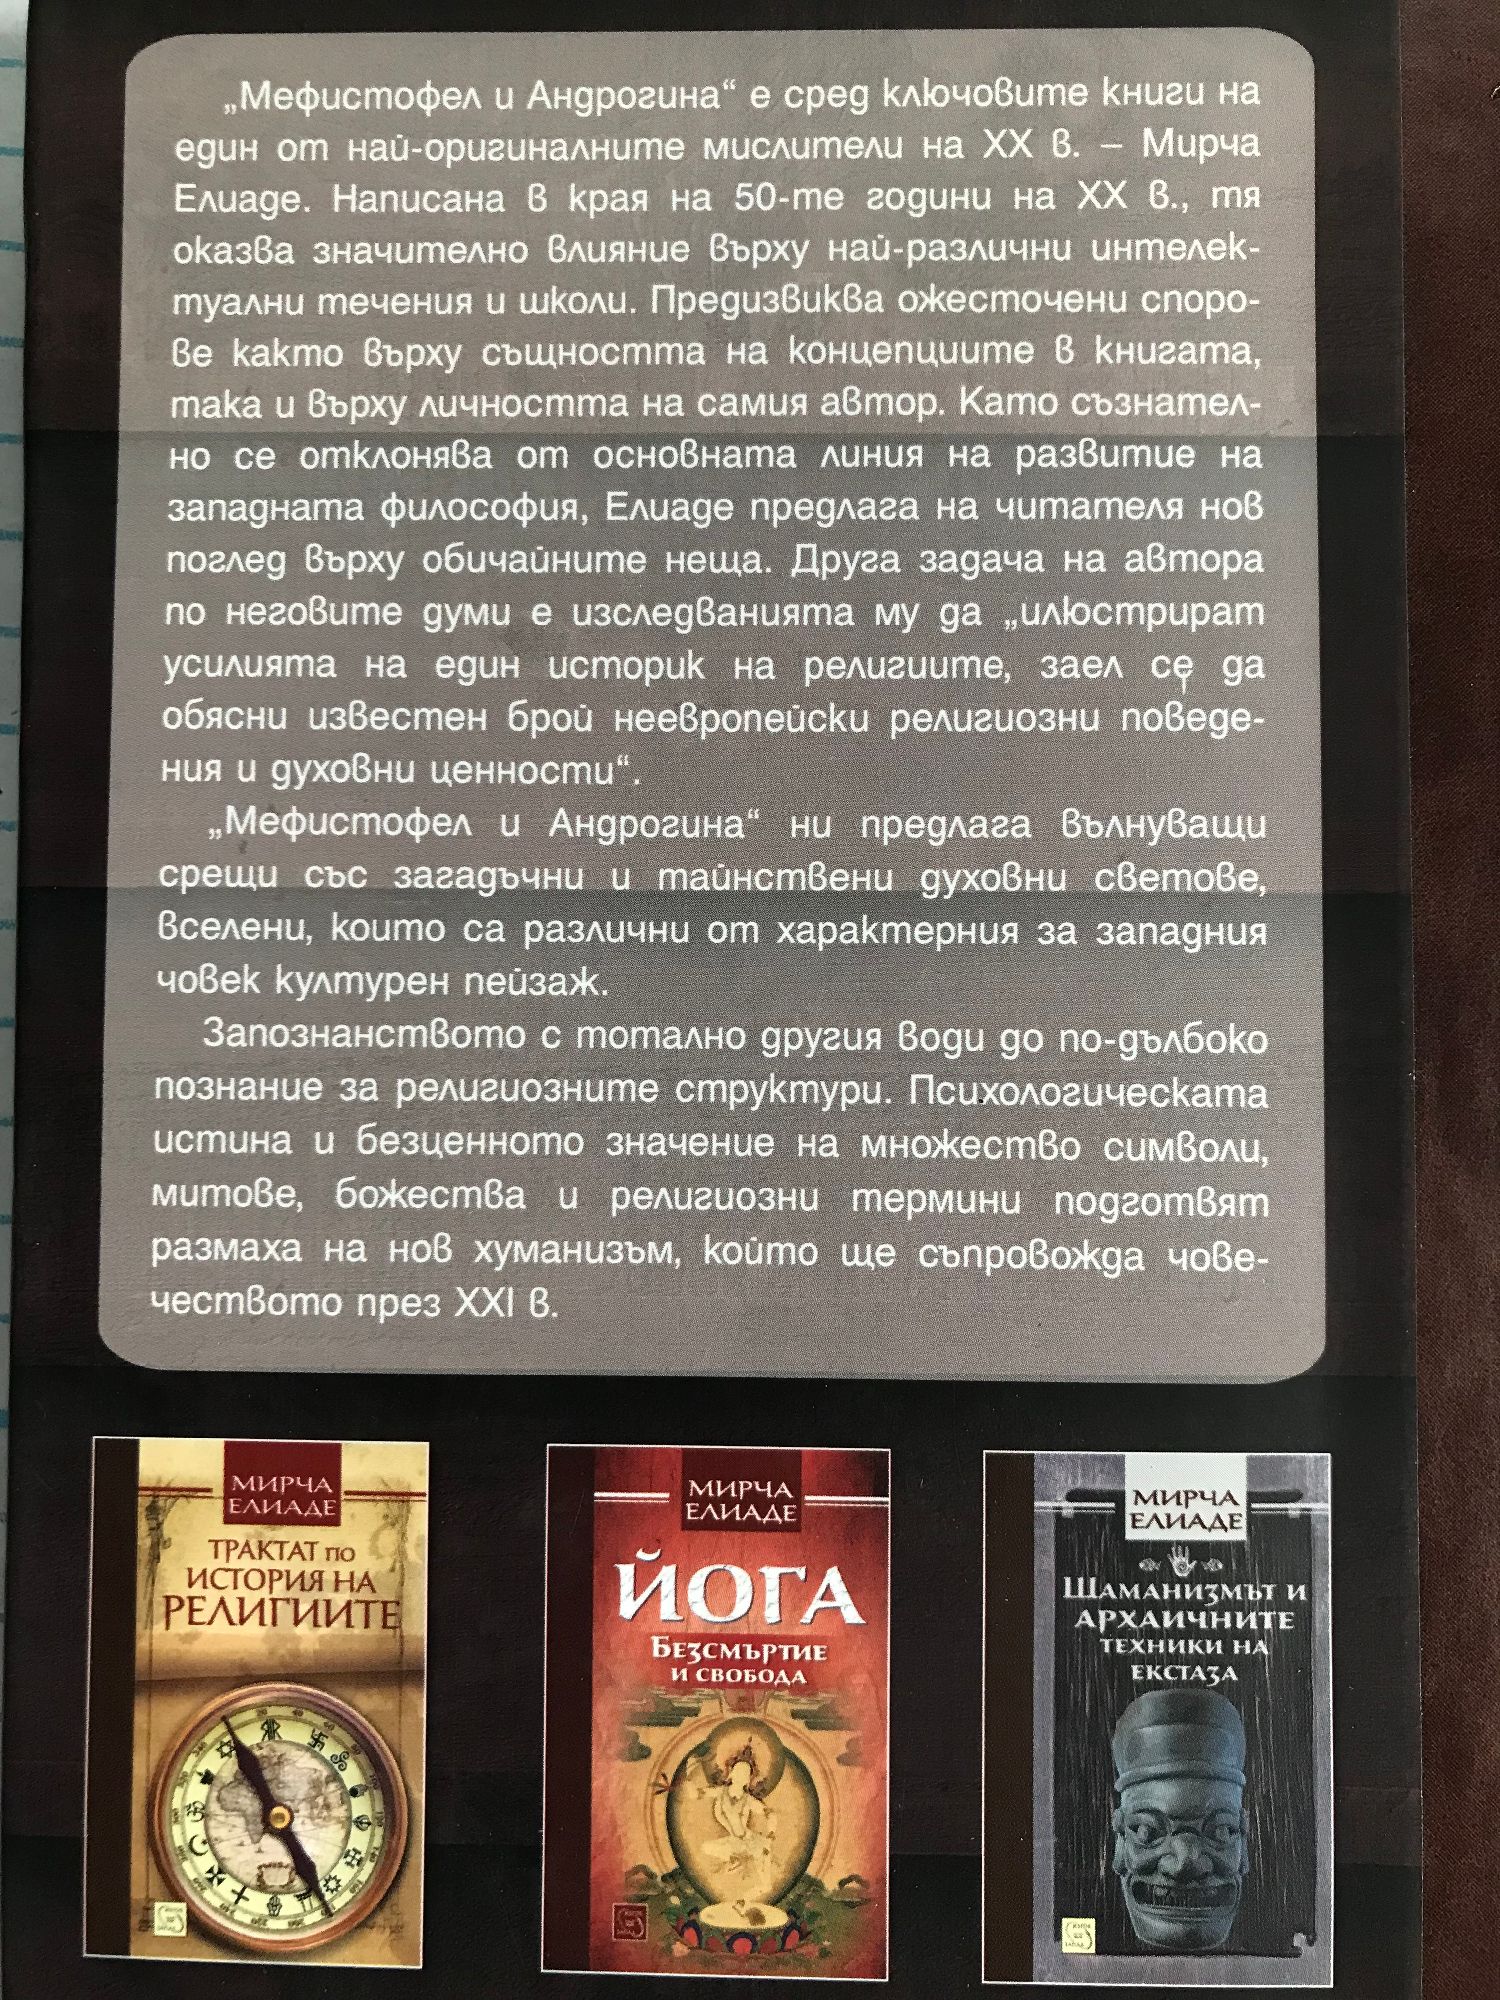 „Мефистофел и Андрогина“ е сред ключовите книги на
един от най-оригиналните мислители на XX в. – Мирча
Елиаде. Написана в края на 50-те години на XX в., тя
оказва значително влияние върху най-различни интелек-
туални течения и школи. Предизвиква ожесточени споро-
ве както върху същността на концепциите в книгата,
така и върху личността на самия автор. Като съзнател-
но се отклонява от основната линия на развитие на
западната философия, Елиаде предлага на читателя нов
поглед върху обичайните неща. Друга задача на автора
по неговите думи е изследванията му да „илюстрират
усилията на един историк на религиите, заел се да
обясни известен брой неевропейски религиозни поведе-
ния и духовни ценности“.
„Мефистофел и Андрогина“ ни предлага вълнуващи
срещи със загадъчни и тайнствени духовни светове,
вселени, които са различни от характерния за западния
човек културен пейзаж.
Запознанството с тотално другия води до по-дълбоко
познание за религиозните структури. Психологическата
истина и безценното значение на множество символи,
митове, божества и религиозни термини подготвят
размаха на нов хуманизъм, който ще съпровожда чове-
чеството през XXI в.
МИРЧА
ЕЛИАДЕ
ТРАКТАТ ПО
ИСТОРИЯ НА
РЕЛИГИИТЕ
МИРЧА
ЕЛИАДЕ
ЙОГА
БЕЗСМЪРТИЕ
И СВОБОДА
МИРЧА
ЕЛИАДЕ
ШАМАНИЗМЪТ И
АРХАИЧНИТЕ
ТЕХНИКИ НА
ЕКСТАЗА